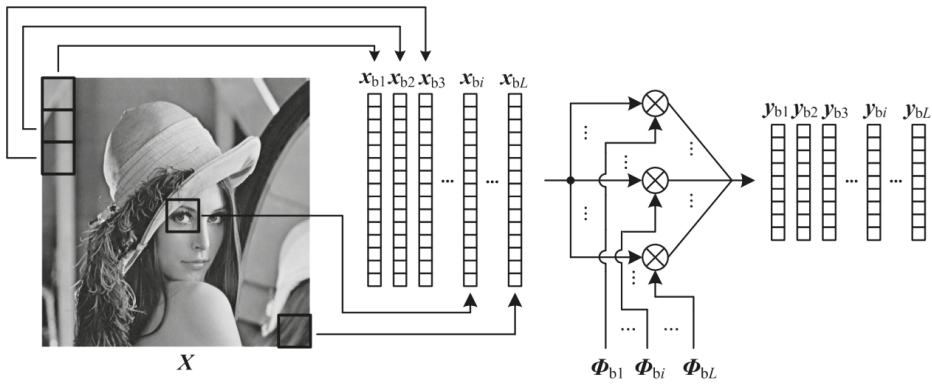 x_b1 x_b2 x_b3 x_bi x_bL
... ...
y_b1 y_b2 y_b3 y_bi y_bL
... ...
X
... ...
Φ_b1 Φ_bi Φ_bL